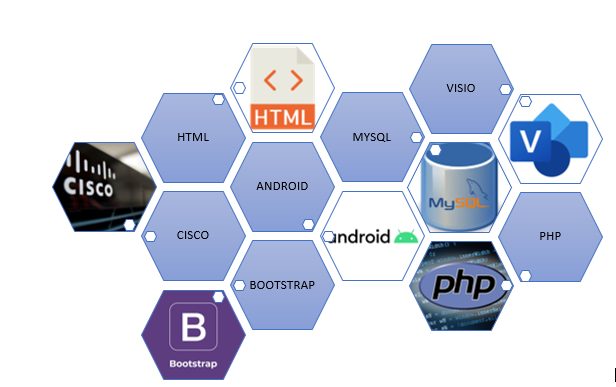 HTML
VISIO
HTML
MYSQL
V
CISCO
ANDROID
MySQL
CISCO
android
PHP
BOOTSTRAP
php
B
Bootstrap